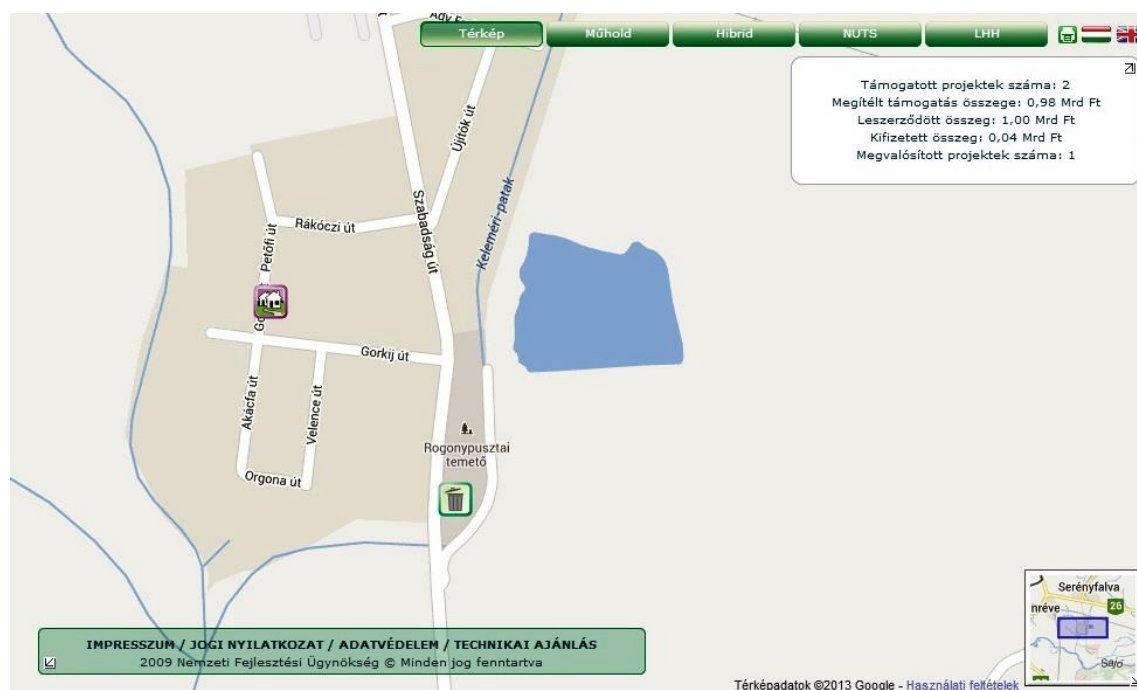 Térkép
Műhold
Hibrid
NUTS
LHH
Támogatott projektek száma: 2
Megítélt támogatás összege: 0,98 Mrd Ft
Leszerződött összeg: 1,00 Mrd Ft
Kifizetett összeg: 0,04 Mrd Ft
Megvalósított projektek száma: 1
Újítók út
Szabadság út
Keleméri-patak
Rákóczi út
Petőfi út
Gorkij út
Akácfa út
Velence út
Orgona út
Rogonypusztai
temető
Serényfalva
nréve
26
Sajó
IMPRESSZUM / JOGI NYILATKOZAT / ADATVÉDELEM / TECHNIKAI AJÁNLÁS
2009 Nemzeti Fejlesztési Ügynökség © Minden jog fenntartva
Térképadatok ©2013 Google - Használati feltételek